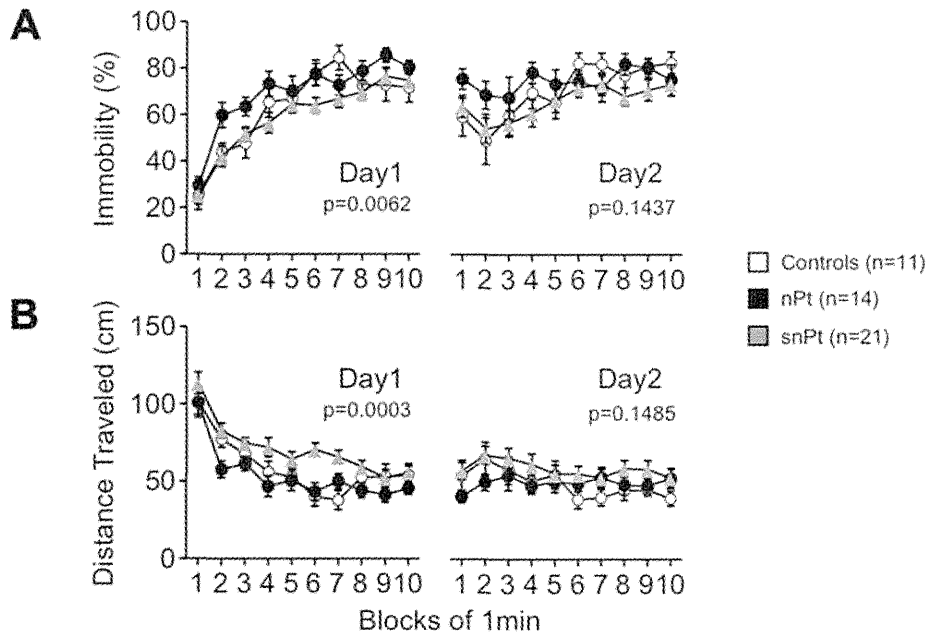 A
Immobility (%)
100
80
60
40
20
0
Day1
p=0.0062
Day2
p=0.1437
1 2 3 4 5 6 7 8 9 10
1 2 3 4 5 6 7 8 9 10
Controls (n=11)
nPt (n=14)
snPt (n=21)
B
Distance Traveled (cm)
150
100
50
0
Day1
p=0.0003
Day2
p=0.1485
1 2 3 4 5 6 7 8 9 10
1 2 3 4 5 6 7 8 9 10
Blocks of 1min